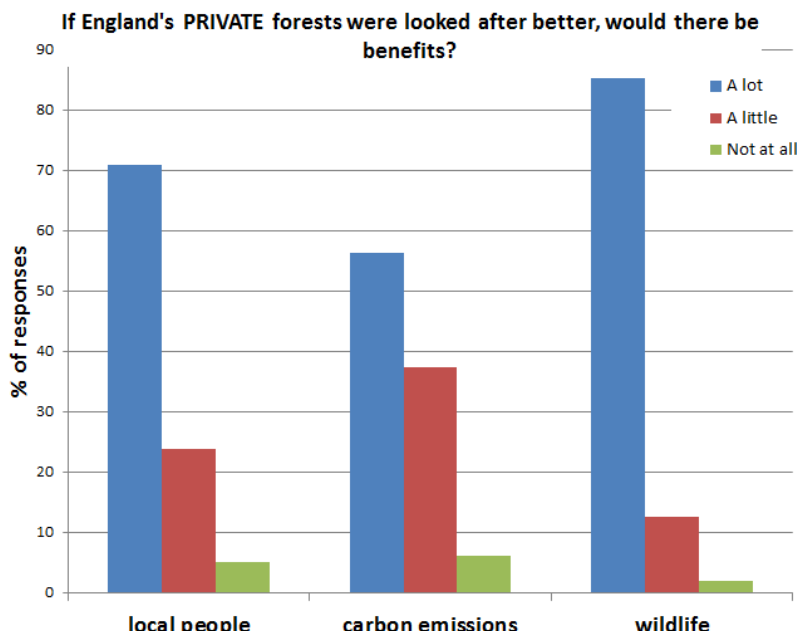 If England's PRIVATE forests were looked after better, would there be
benefits?
90
80
70
60
50
40
30
20
10
0
% of responses
A lot
A little
Not at all
local people
carbon emissions
wildlife